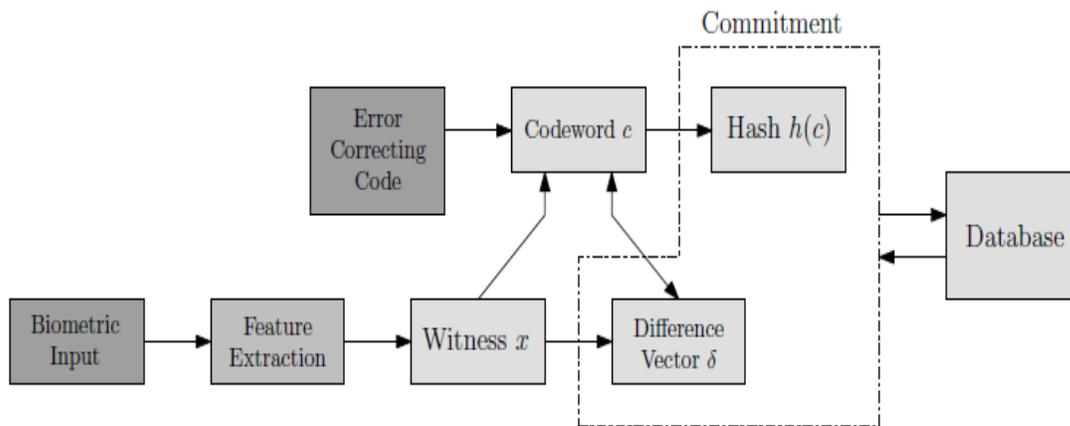 Commitment
Error
Correcting
Code
Codeword c
Hash h(c)
Database
Biometric
Input
Feature
Extraction
Witness x
Difference
Vector δ